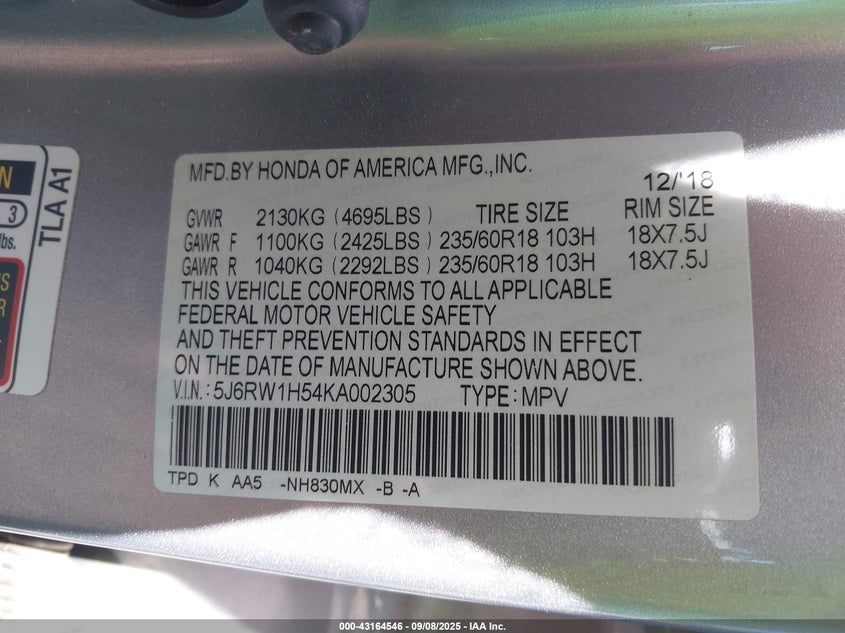 MFD.BY HONDA OF AMERICA MFG.,INC.
12/'18
GVWR 2130KG (4695LBS) TIRE SIZE RIM SIZE
GAWR F 1100KG (2425LBS) 235/60R18 103H 18X7.5J
GAWR R 1040KG (2292LBS) 235/60R18 103H 18X7.5J
THIS VEHICLE CONFORMS TO ALL APPLICABLE
FEDERAL MOTOR VEHICLE SAFETY
AND THEFT PREVENTION STANDARDS IN EFFECT
ON THE DATE OF MANUFACTURE SHOWN ABOVE.
V.I.N.: 5J6RW1H54KA002305 TYPE: MPV
TPD K AA5 -NH830MX -B -A
N
3
lbs.
TLA A1
S
R
000-43164546 - 09/08/2025 - IAA Inc.